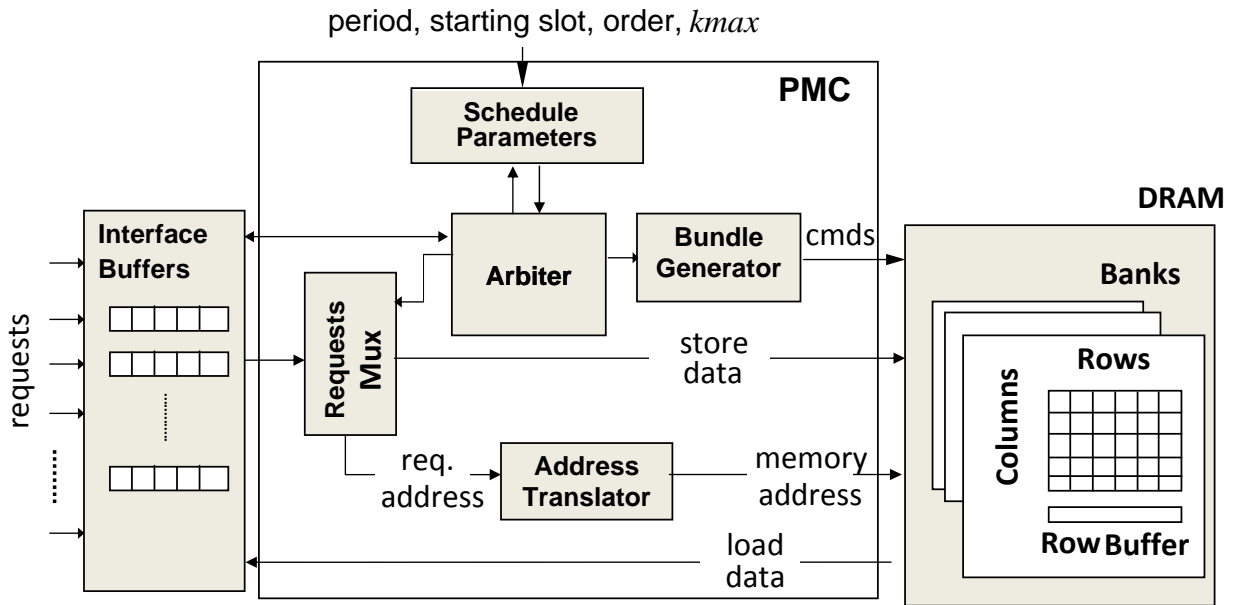 period, starting slot, order, kmax
PMC
Schedule
Parameters
DRAM
Interface
Buffers
Arbiter
Bundle
Generator
cmds
Banks
requests
Requests
Mux
store
data
Rows
Columns
req.
address
Address
Translator
memory
address
Row Buffer
load
data